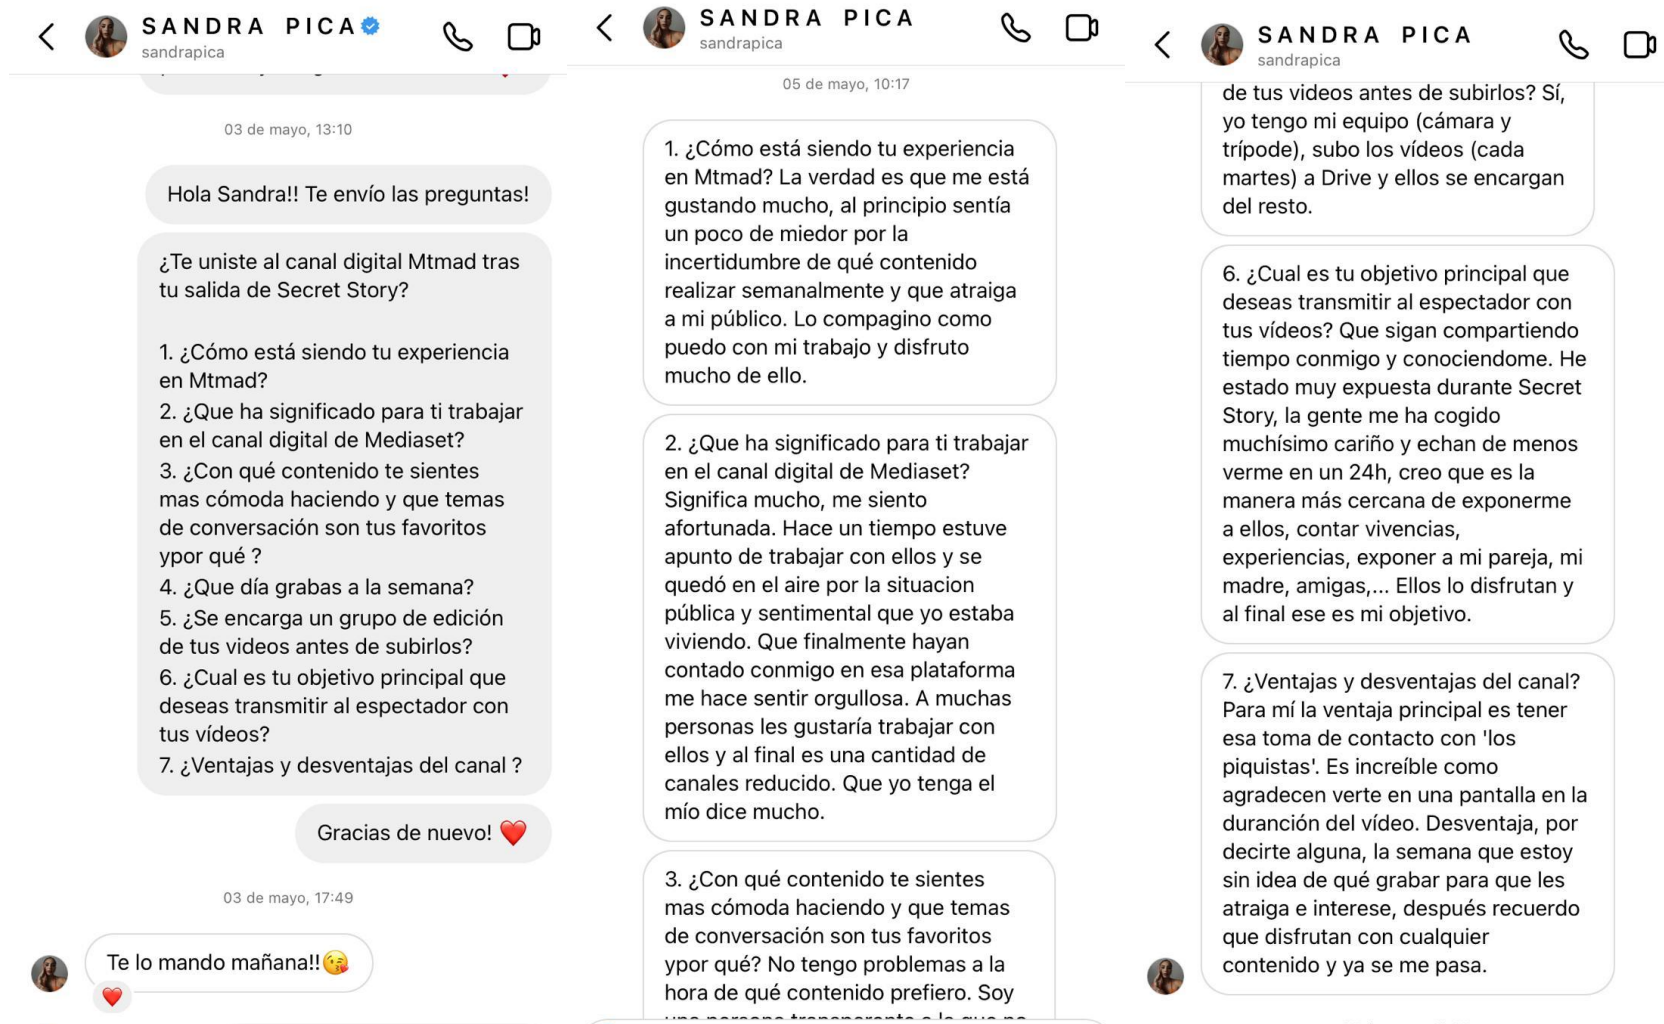 SANDRA PICA
sandrapica
03 de mayo, 13:10
Hola Sandra!! Te envío las preguntas!
¿Te uniste al canal digital Mtmad tras
tu salida de Secret Story?
1. ¿Cómo está siendo tu experiencia
en Mtmad?
2. ¿Que ha significado para ti trabajar
en el canal digital de Mediaset?
3. ¿Con qué contenido te sientes
mas cómoda haciendo y que temas
de conversación son tus favoritos
ypor qué ?
4. ¿Que día grabas a la semana?
5. ¿Se encarga un grupo de edición
de tus videos antes de subirlos?
6. ¿Cual es tu objetivo principal que
deseas transmitir al espectador con
tus vídeos?
7. ¿Ventajas y desventajas del canal ?
Gracias de nuevo! ❤️
03 de mayo, 17:49
Te lo mando mañana!!😘
❤️
SANDRA PICA
sandrapica
05 de mayo, 10:17
1. ¿Cómo está siendo tu experiencia
en Mtmad? La verdad es que me está
gustando mucho, al principio sentía
un poco de miedor por la
incertidumbre de qué contenido
realizar semanalmente y que atraiga
a mi público. Lo compagino como
puedo con mi trabajo y disfruto
mucho de ello.
2. ¿Que ha significado para ti trabajar
en el canal digital de Mediaset?
Significa mucho, me siento
afortunada. Hace un tiempo estuve
apunto de trabajar con ellos y se
quedó en el aire por la situacion
pública y sentimental que yo estaba
viviendo. Que finalmente hayan
contado conmigo en esa plataforma
me hace sentir orgullosa. A muchas
personas les gustaría trabajar con
ellos y al final es una cantidad de
canales reducido. Que yo tenga el
mío dice mucho.
3. ¿Con qué contenido te sientes
mas cómoda haciendo y que temas
de conversación son tus favoritos
ypor qué? No tengo problemas a la
hora de qué contenido prefiero. Soy
una persona transparente a la que no
SANDRA PICA
sandrapica
de tus videos antes de subirlos? Sí,
yo tengo mi equipo (cámara y
trípode), subo los vídeos (cada
martes) a Drive y ellos se encargan
del resto.
6. ¿Cual es tu objetivo principal que
deseas transmitir al espectador con
tus vídeos? Que sigan compartiendo
tiempo conmigo y conociendome. He
estado muy expuesta durante Secret
Story, la gente me ha cogido
muchísimo cariño y echan de menos
verme en un 24h, creo que es la
manera más cercana de exponerme
a ellos, contar vivencias,
experiencias, exponer a mi pareja, mi
madre, amigas,... Ellos lo disfrutan y
al final ese es mi objetivo.
7. ¿Ventajas y desventajas del canal?
Para mí la ventaja principal es tener
esa toma de contacto con 'los
piquistas'. Es increíble como
agradecen verte en una pantalla en la
duranción del vídeo. Desventaja, por
decirte alguna, la semana que estoy
sin idea de qué grabar para que les
atraiga e interese, después recuerdo
que disfrutan con cualquier
contenido y ya se me pasa.